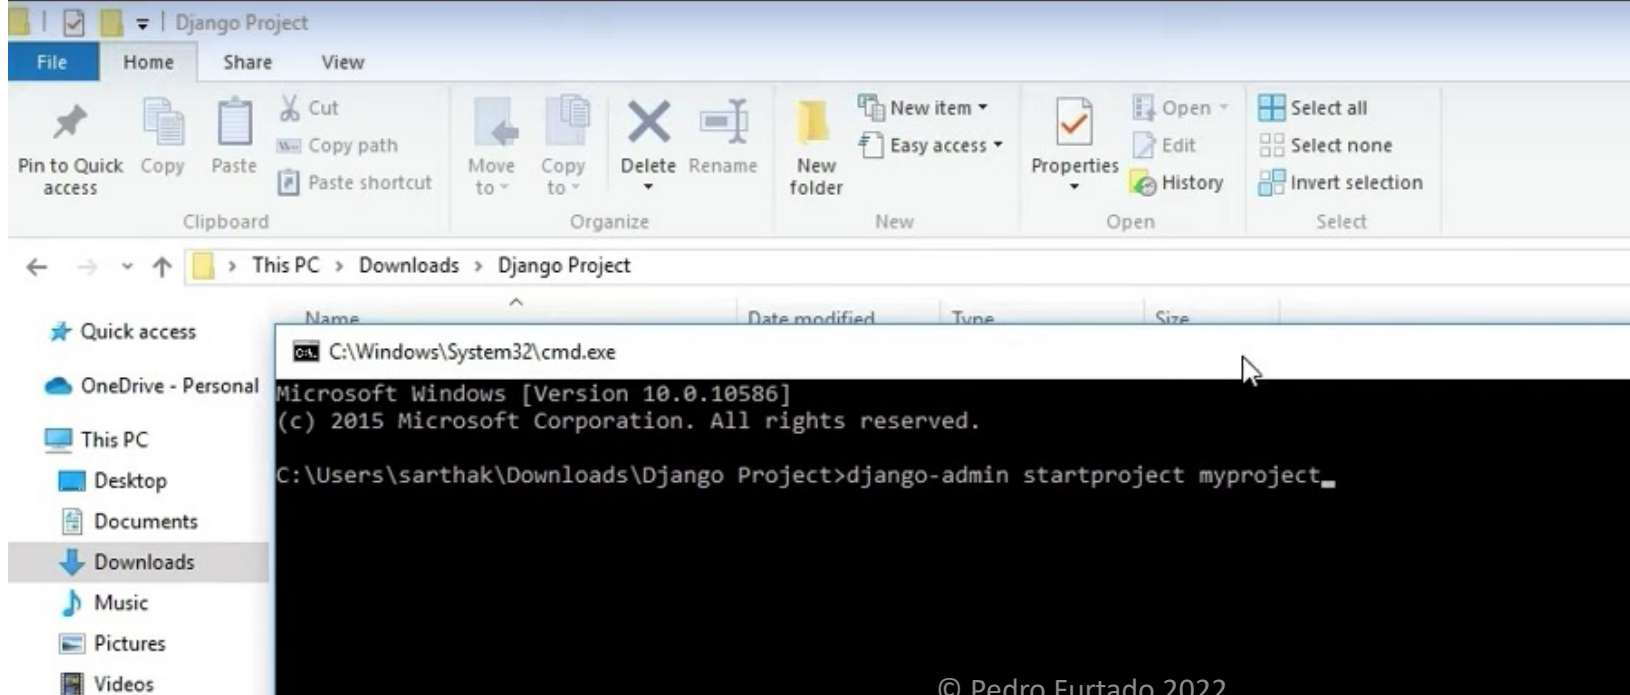 Django Project
File Home Share View
Pin to Quick access
Copy
Paste
Cut
Copy path
Paste shortcut
Clipboard
Move to
Copy to
Delete
Rename
Organize
New folder
New item
Easy access
New
Properties
Open
Edit
History
Open
Select all
Select none
Invert selection
Select
This PC > Downloads > Django Project
Name Date modified Type Size
Quick access
OneDrive - Personal
This PC
Desktop
Documents
Downloads
Music
Pictures
Videos
C:\Windows\System32\cmd.exe
Microsoft Windows [Version 10.0.10586]
(c) 2015 Microsoft Corporation. All rights reserved.
C:\Users\sarthak\Downloads\Django Project>django-admin startproject myproject
© Pedro Furtado 2022